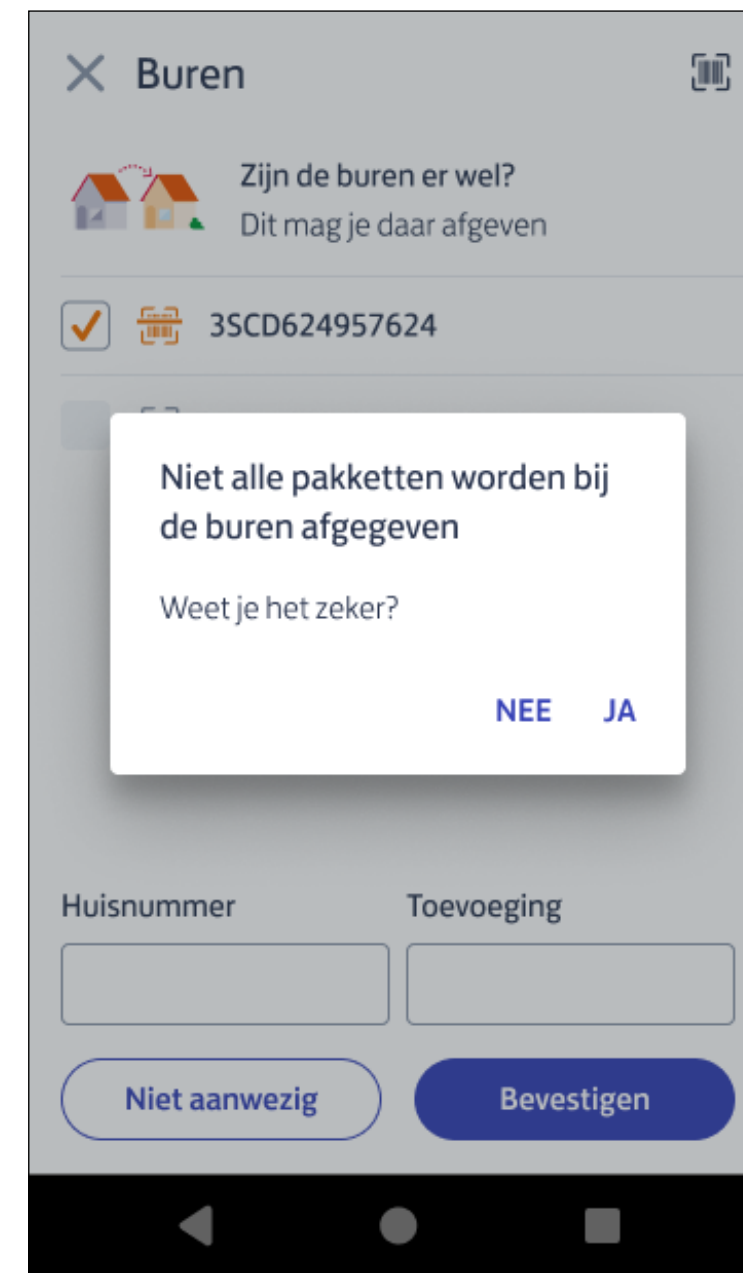 Buren
Zijn de buren er wel?
Dit mag je daar afgeven
3SCD624957624
Niet alle pakketten worden bij
de buren afgegeven
Weet je het zeker?
NEE JA
Huisnummer Toevoeging
Niet aanwezig Bevestigen